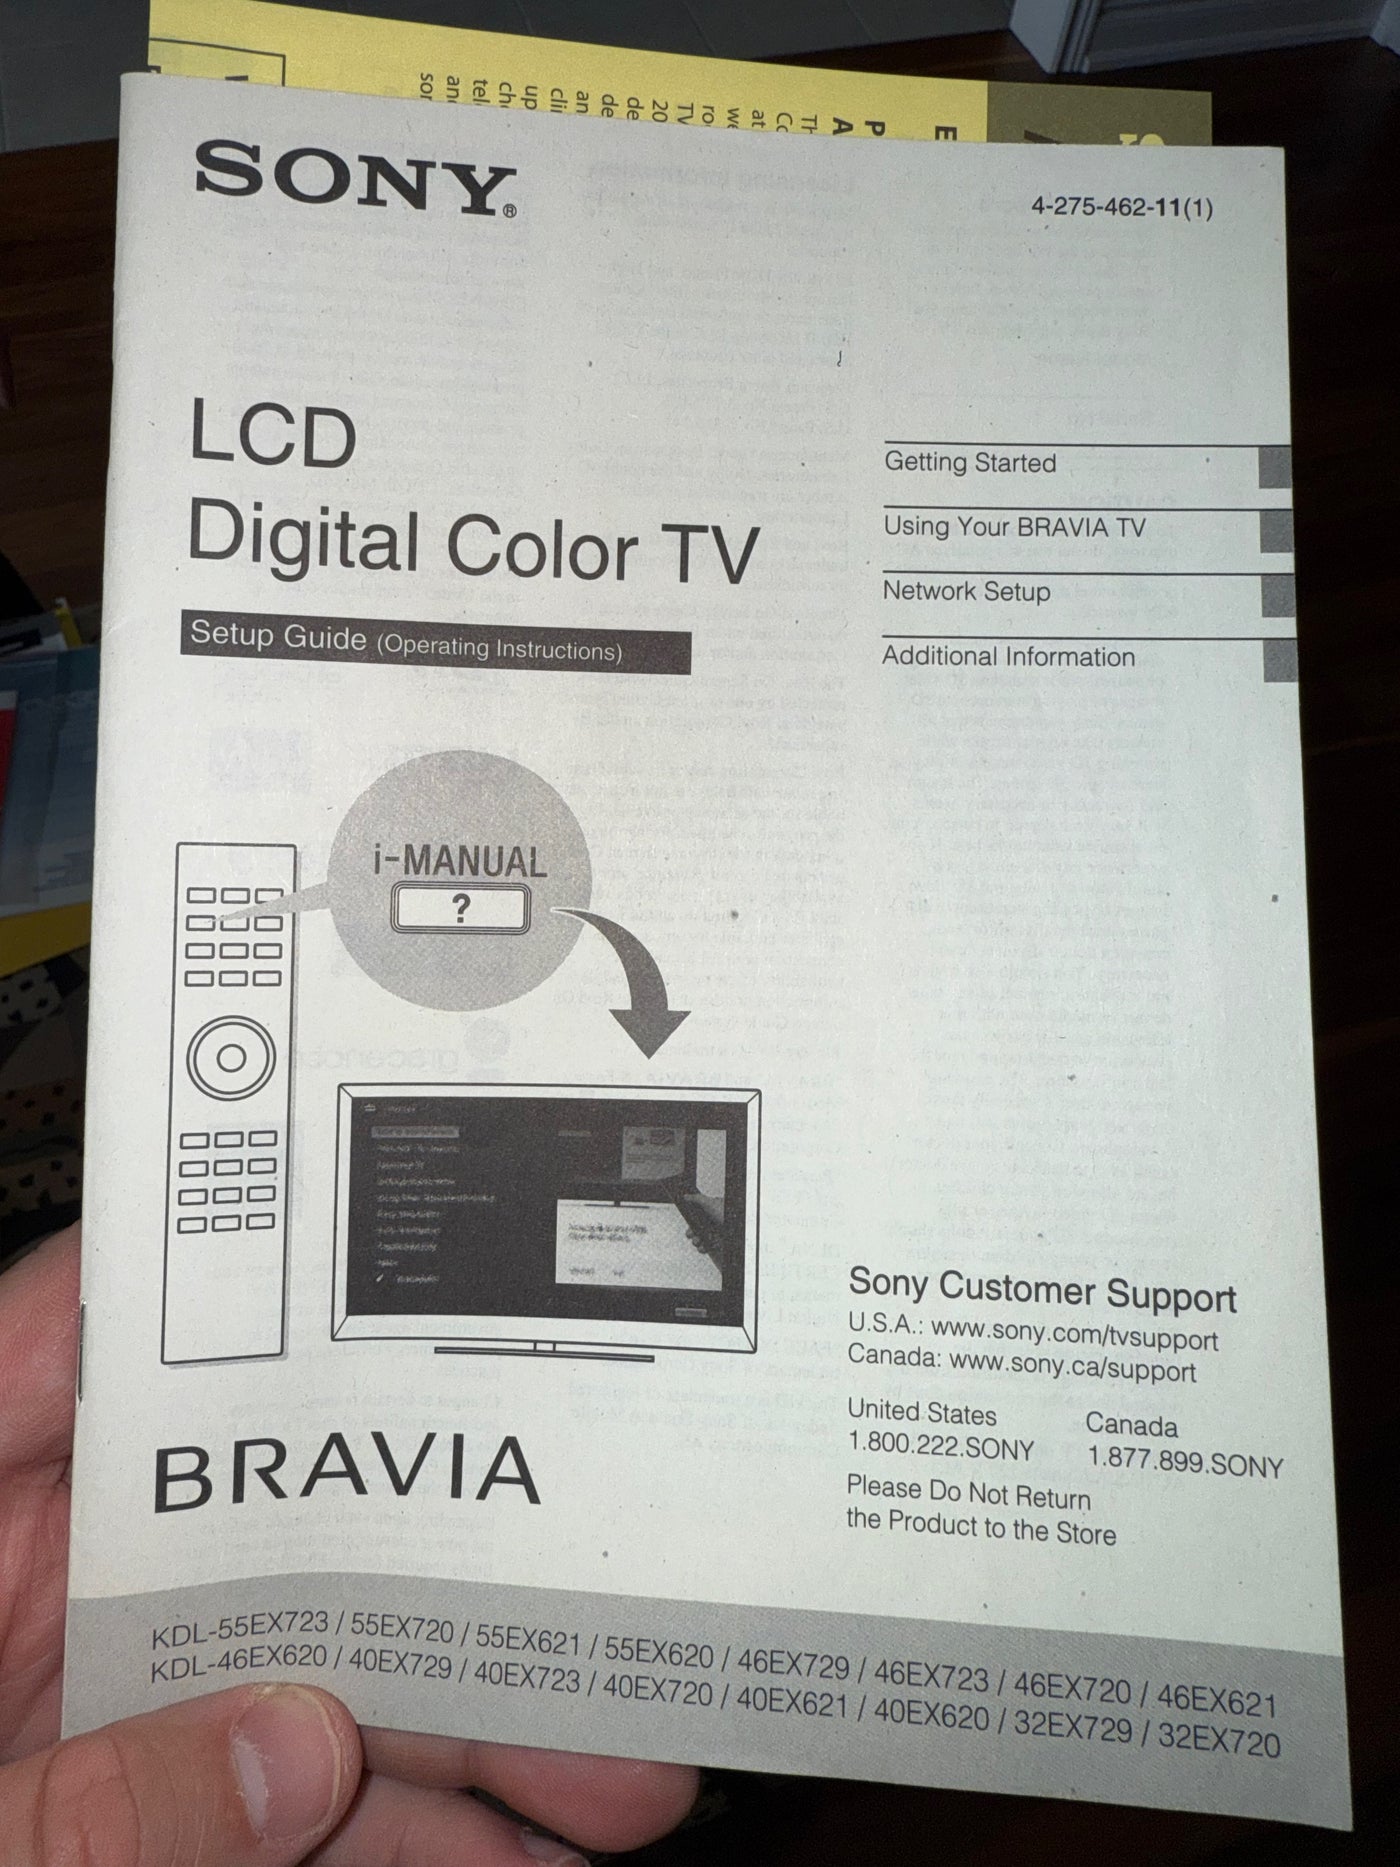 SONY®
4-275-462-11(1)
LCD
Digital Color TV
Setup Guide (Operating Instructions)
Getting Started
Using Your BRAVIA TV
Network Setup
Additional Information
i-MANUAL
?
Sony Customer Support
U.S.A.: www.sony.com/tvsupport
Canada: www.sony.ca/support
United States
1.800.222.SONY
Canada
1.877.899.SONY
Please Do Not Return
the Product to the Store
BRAVIA
KDL-55EX723 / 55EX720 / 55EX621 / 55EX620 / 46EX729 / 46EX723 / 46EX720 / 46EX621
KDL-46EX620 / 40EX729 / 40EX723 / 40EX720 / 40EX621 / 40EX620 / 32EX729 / 32EX720